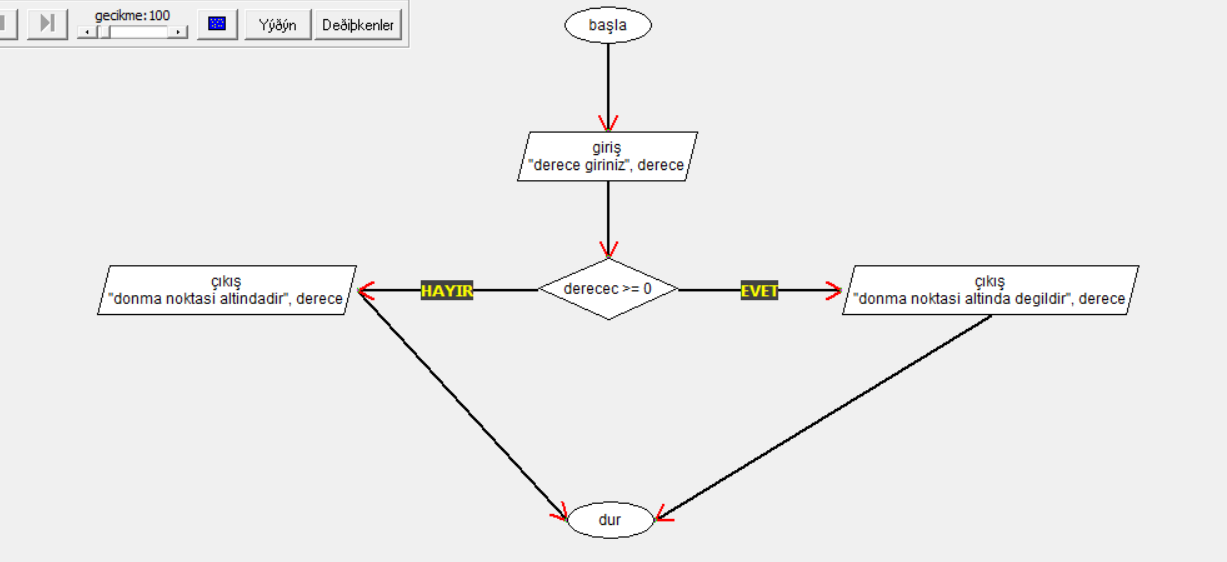 gecikme:100
Yýðýn
Deðiþkenler
başla
giriş
"derece giriniz", derece
çıkış
"donma noktasi altindadir", derece
HAYIR
derecec >= 0
EVET
çıkış
"donma noktasi altinda degildir", derece
dur